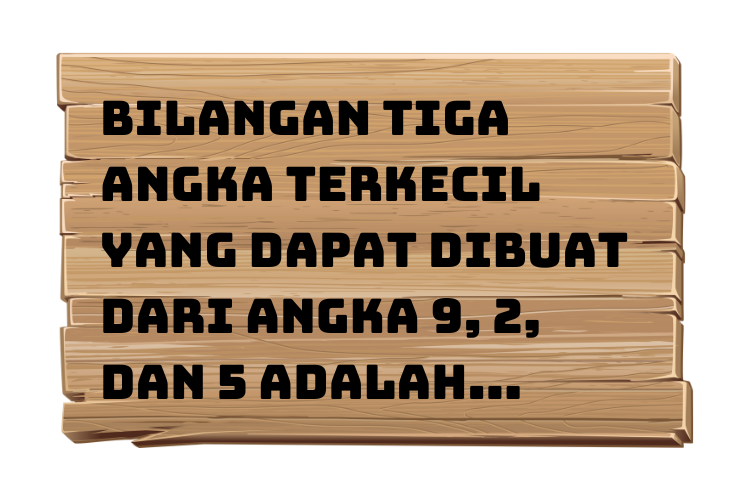 BILANGAN TIGA
ANGKA TERKECIL
YANG DAPAT DIBUAT
DARI ANGKA 9, 2,
DAN 5 ADALAH...